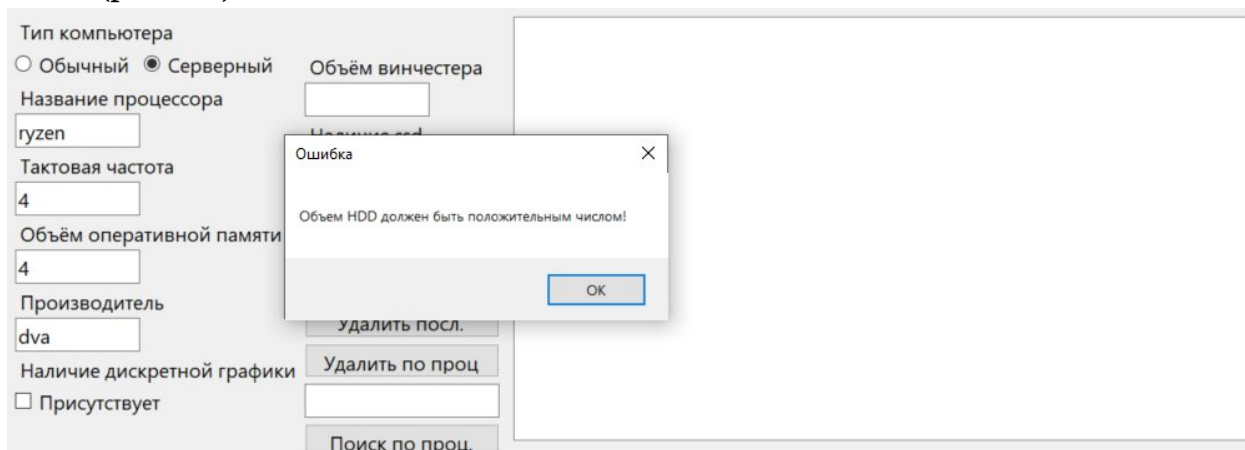 Тип компьютера
Обычный Серверный
Название процессора
ryzen
Тактовая частота
4
Объём оперативной памяти
4
Производитель
dva
Наличие дискретной графики
Присутствует
Объём винчестера
Наличие ssd
Ошибка
Объем HDD должен быть положительным числом!
OK
Удалить посл.
Удалить по проц
Поиск по проц.